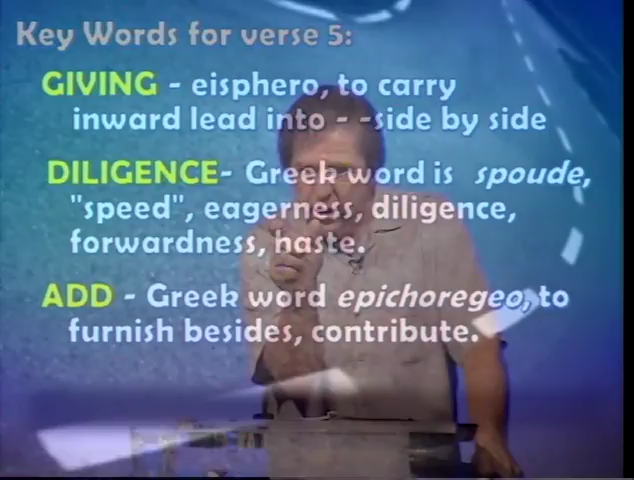 Key Words for verse 5:
GIVING - eisphero, to carry
inward lead into - -side by side
DILIGENCE- Greek word is spoude,
"speed", eagerness, diligence,
forwardness, haste.
ADD - Greek word epichoregeo, to
furnish besides, contribute.